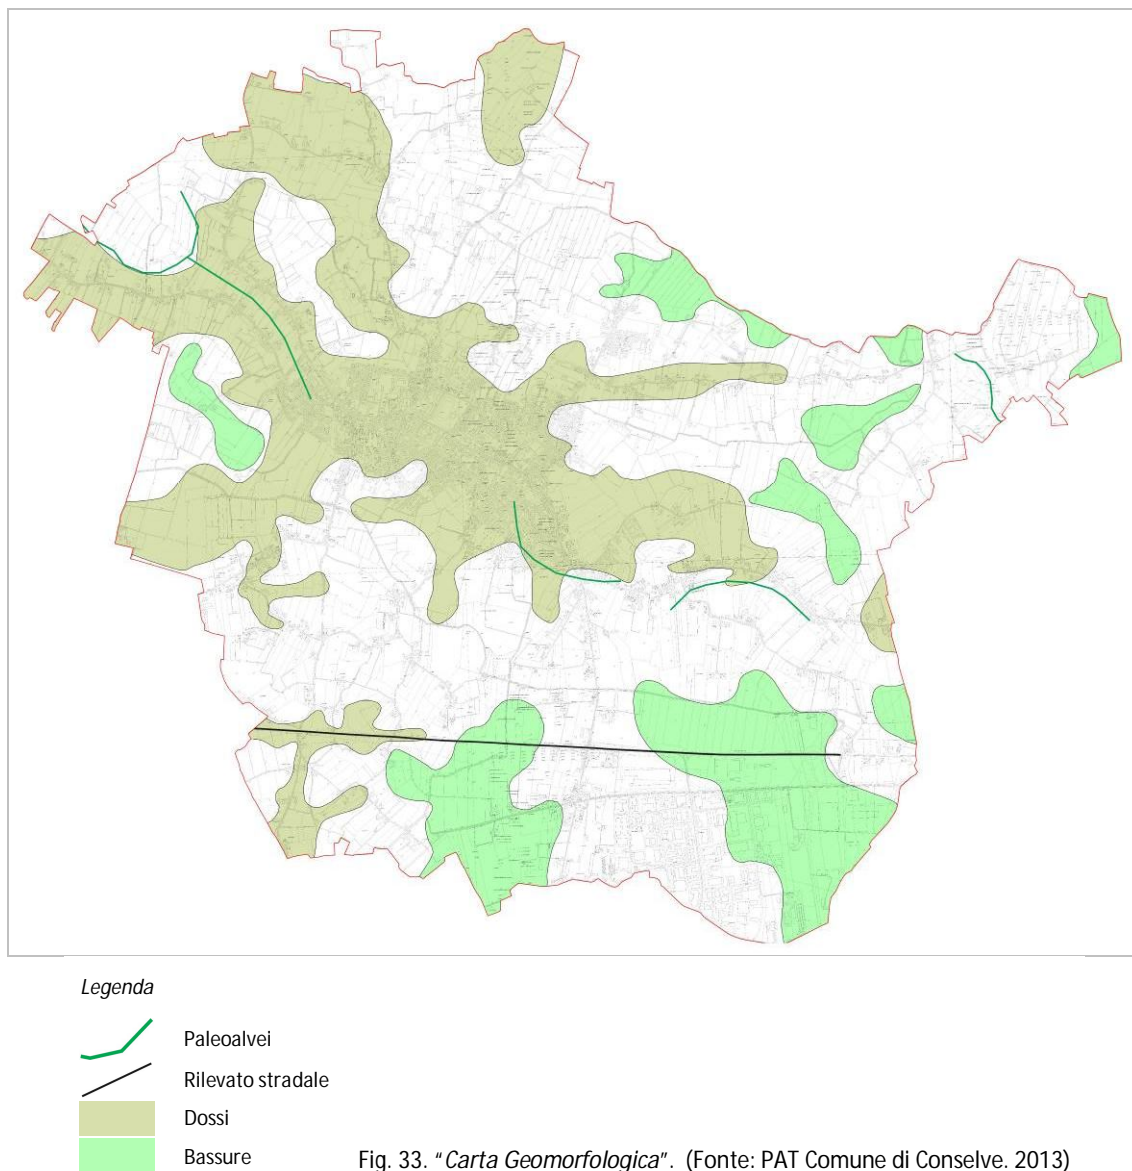 Legenda
Paleoalvei
Rilevato stradale
Dossi
Bassure
Fig. 33. "Carta Geomorfologica". (Fonte: PAT Comune di Conselve. 2013)